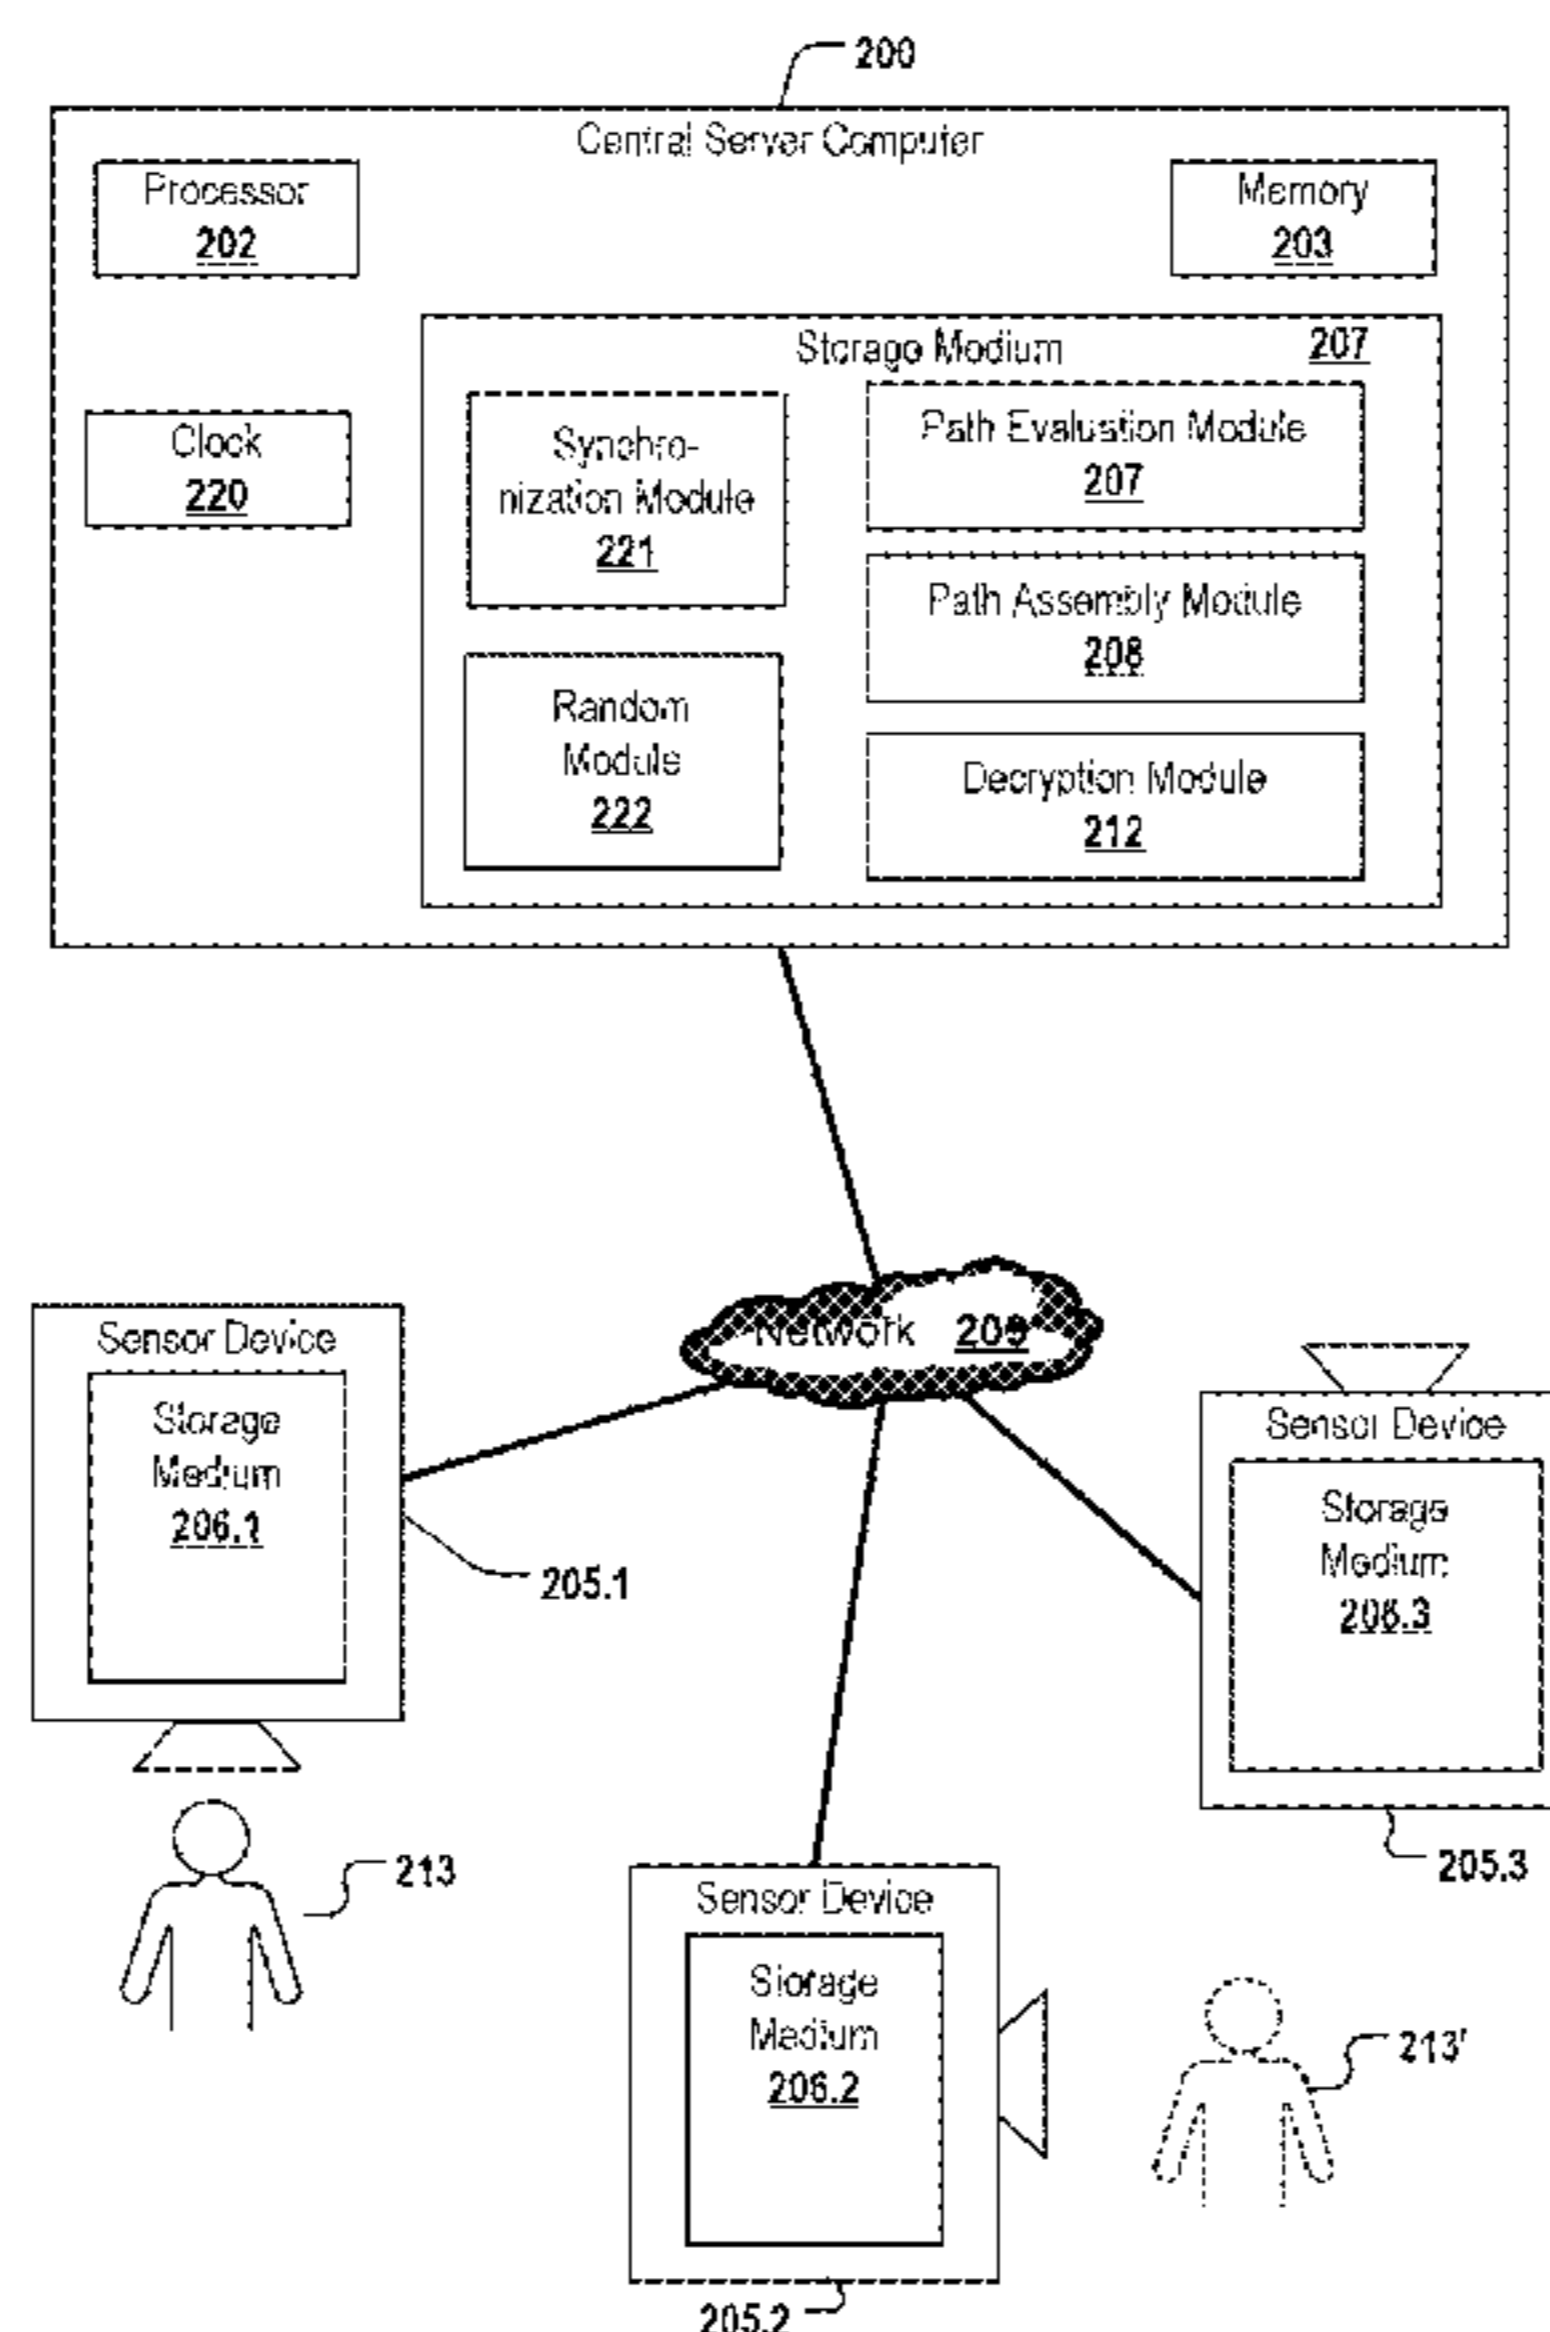 200
Central Server Computer
Processor
202
Memory
203
Storage Medium
207
Clock
220
Synchro-
nization Module
221
Path Evaluation Module
207
Path Assembly Module
208
Random
Module
222
Decryption Module
212
Network
Sensor Device
Storage
Medium
206.1
205.1
Sensor Device
Storage
Medium
206.3
205.3
213
Sensor Device
Storage
Medium
206.2
205.2
213'